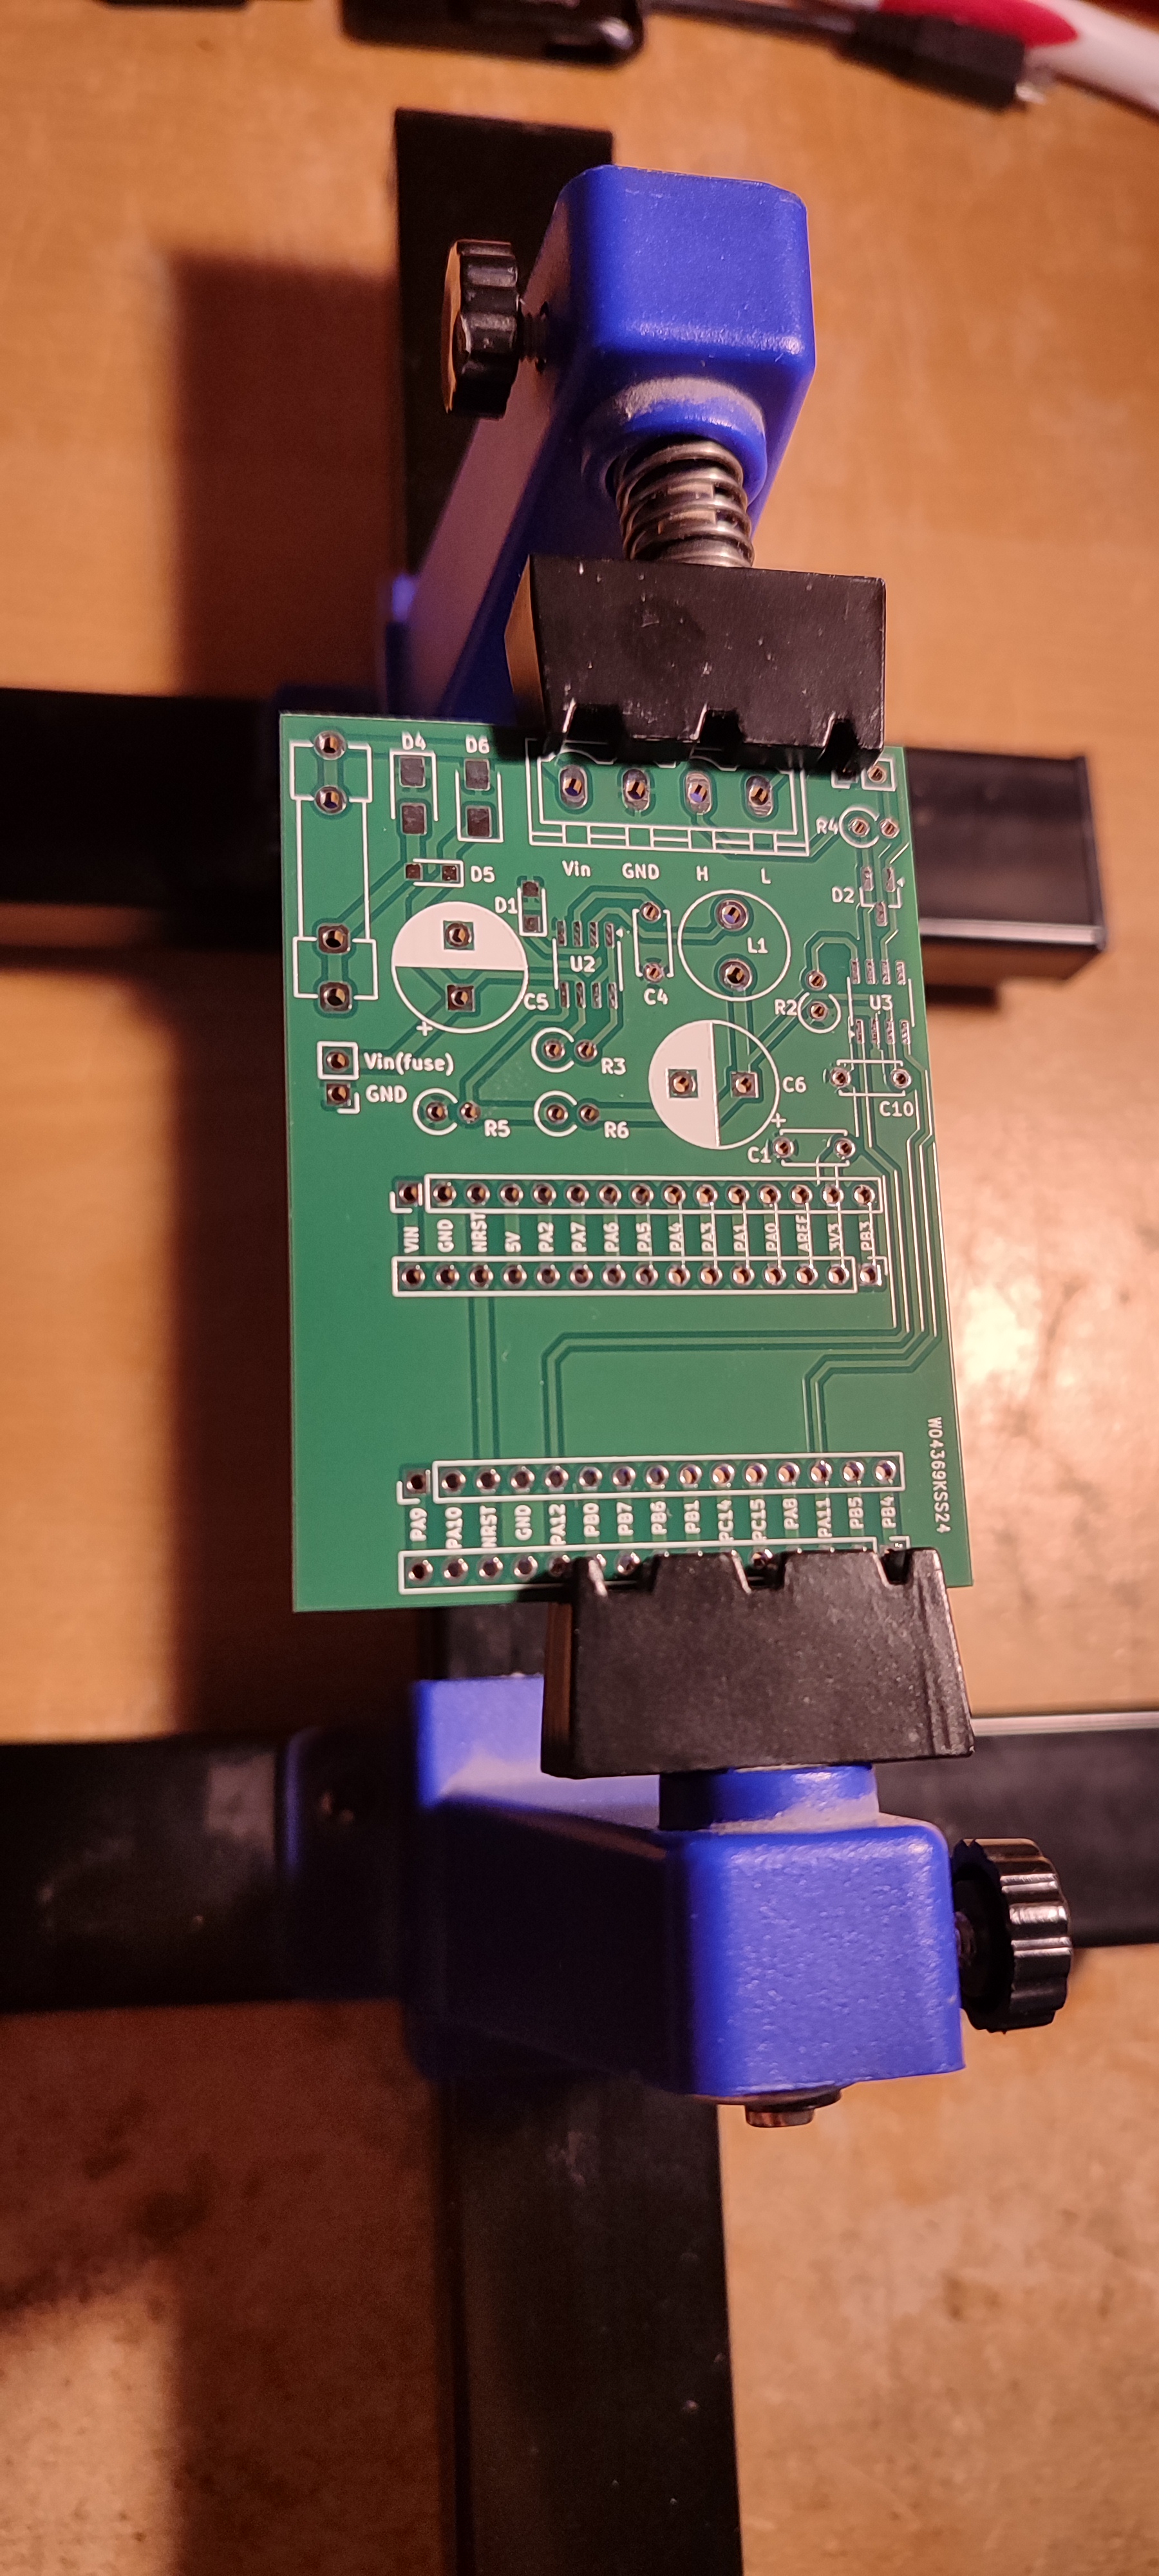 D4 D6
R4
Vin GND H L
D5
D2
D1
L1
U2
C5
C4
R2
U3
+
R3
Vin(fuse)
C6
GND
C10
R5
R6
+
C1
VIN
GND
NRST
5V
PA2
PA7
PA6
PA5
PA4
PA3
PA1
PA0
AREF
3V3
PB3
W04369KSS24
PA9
PA10
NRST
GND
PA12
PB0
PB7
PB6
PB1
PC14
PC15
PA8
PA11
PB5
PB4